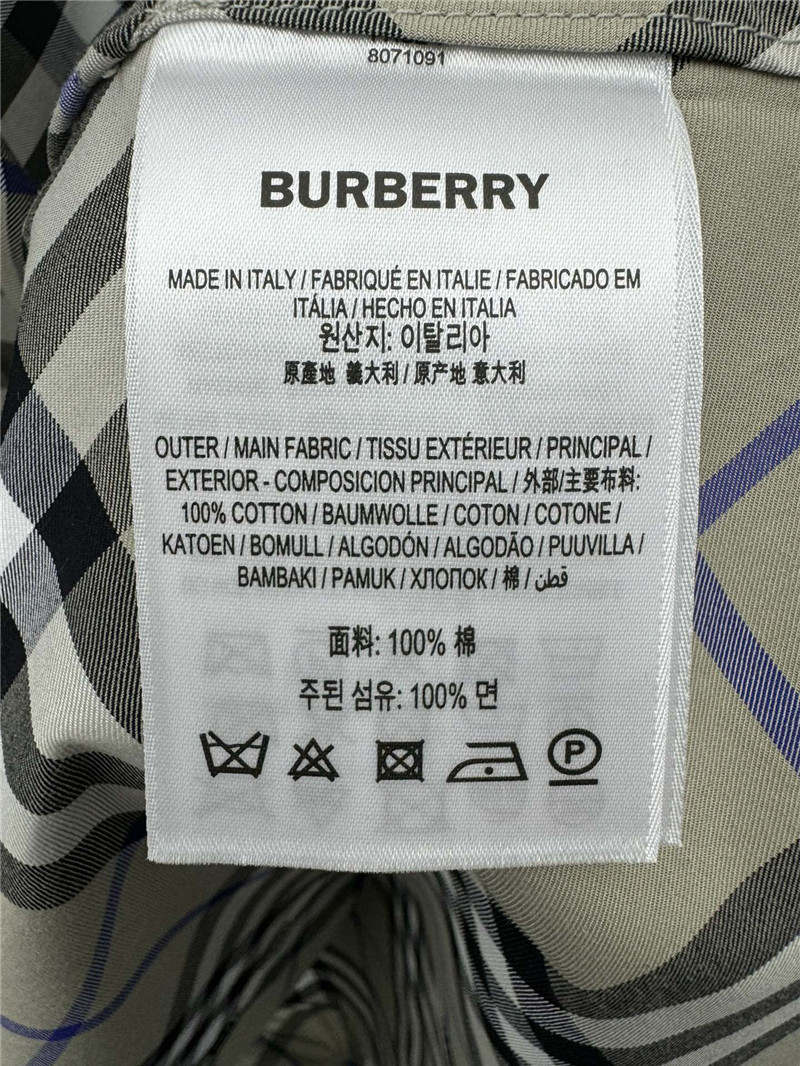 8071091
BURBERRY
MADE IN ITALY / FABRIQUÉ EN ITALIE / FABRICADO EM
ITÁLIA / HECHO EN ITALIA
원산지: 이탈리아
原產地 義大利 / 原产地 意大利
OUTER / MAIN FABRIC / TISSU EXTÉRIEUR / PRINCIPAL /
EXTERIOR - COMPOSICION PRINCIPAL / 外部/主要布料:
100% COTTON / BAUMWOLLE / COTON / COTONE /
KATOEN / BOMULL / ALGODÓN / ALGODÃO / PUUVILLA /
BAMBAKI / PAMUK / ХЛОПОК / 棉 / قطن
面料: 100% 棉
주된 섬유: 100% 면
P